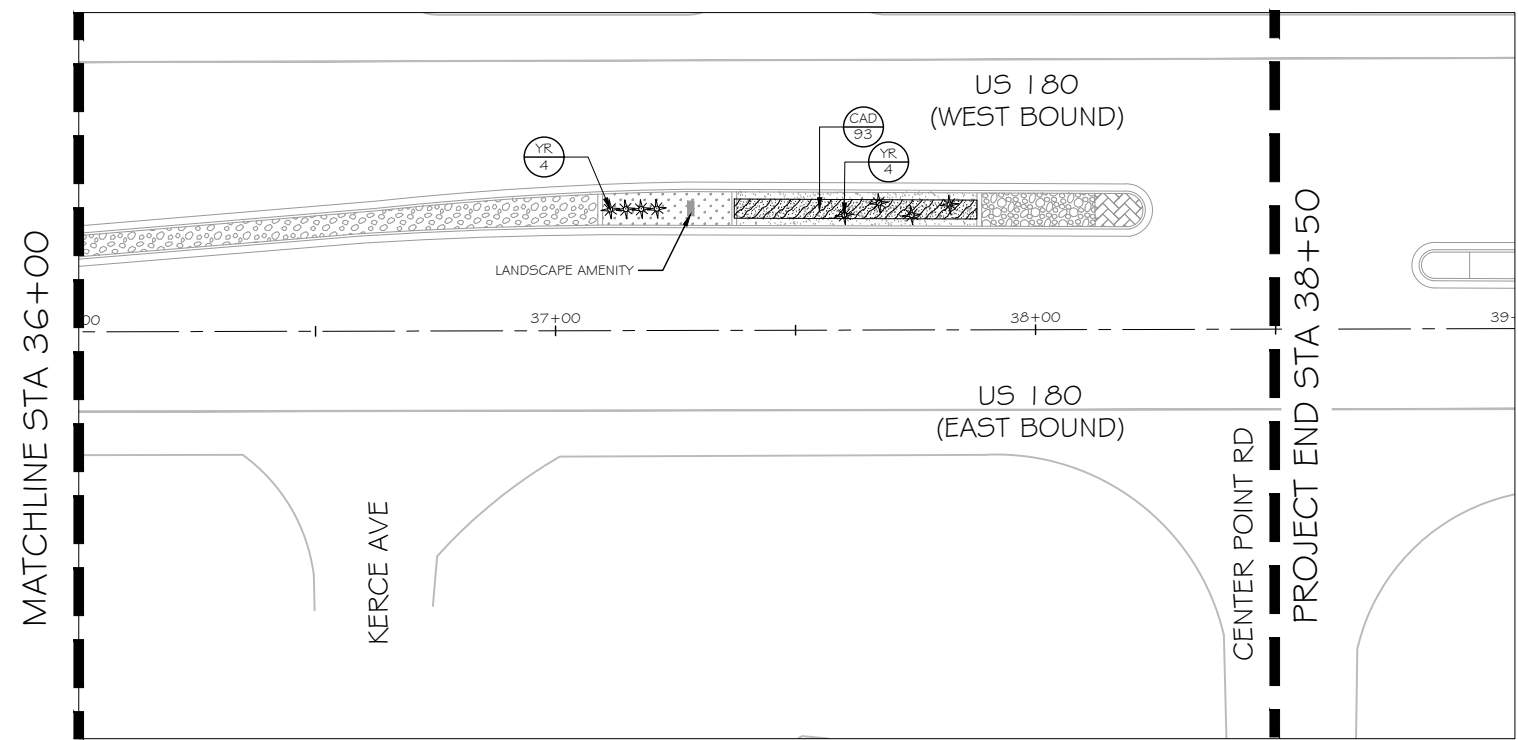 US 180
(WEST BOUND)
CAD
93
YR
4
YR
4
LANDSCAPE AMENITY
MATCHLINE STA 36+00
00
37+00
38+00
39+
PROJECT END STA 38+50
US 180
(EAST BOUND)
CENTER POINT RD
KERCE AVE